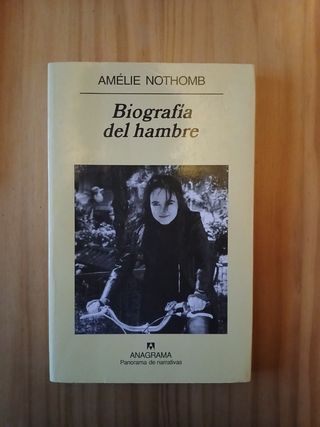 AMÉLIE NOTHOMB
Biografía
del hambre
ANAGRAMA
Panorama de narrativas